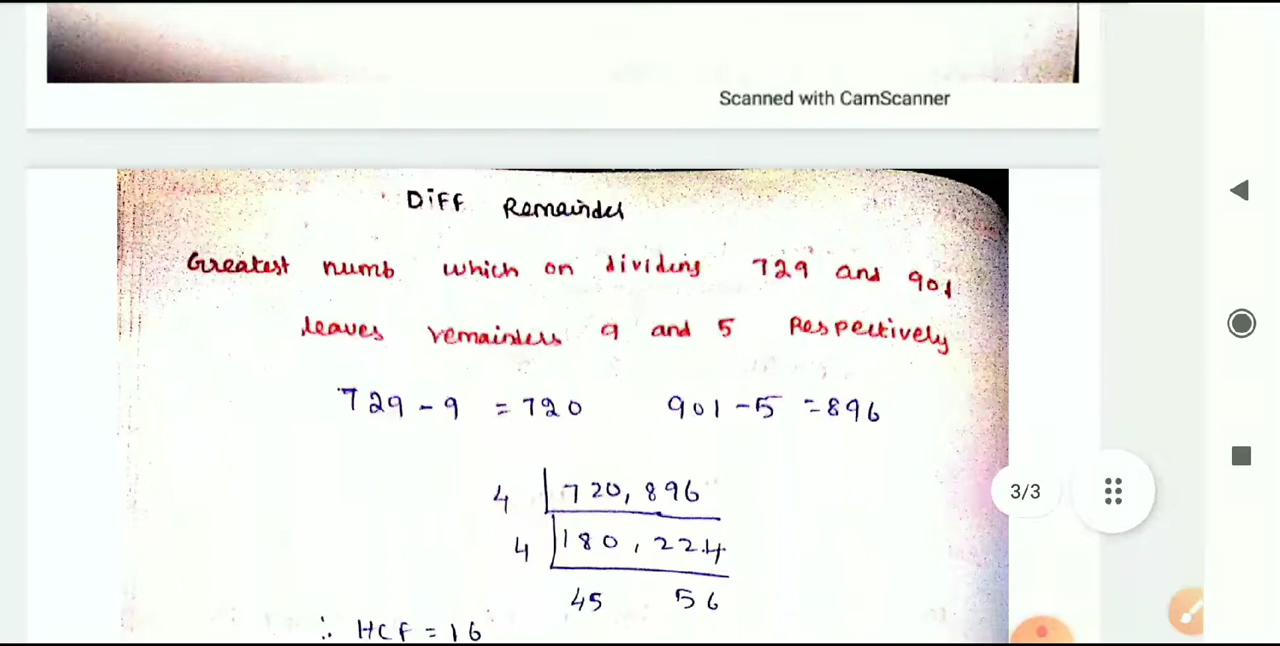 Scanned with CamScanner
Diff Remainder
Greatest numb which on dividing 729 and 901
leaves remainders 9 and 5 Respectively
729 - 9 = 720 901 - 5 = 896
4 720, 896
4 180, 224
45 56
3/3
∴ HCF = 16